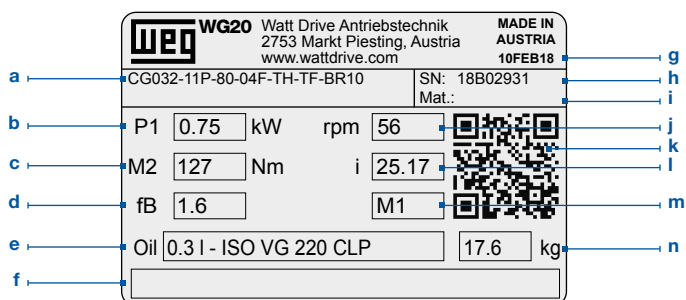 WEG WG20 Watt Drive Antriebstechnik MADE IN
2753 Markt Piesting, Austria AUSTRIA
www.wattdrive.com 10FEB18 g
a CG032-11P-80-04F-TH-TF-BR10 SN: 18B02931 h
Mat.: i
b P1 0.75 kW rpm 56 j
k
c M2 127 Nm i 25.17 l
d fB 1.6 M1 m
e Oil 0.3 l - ISO VG 220 CLP 17.6 kg n
f